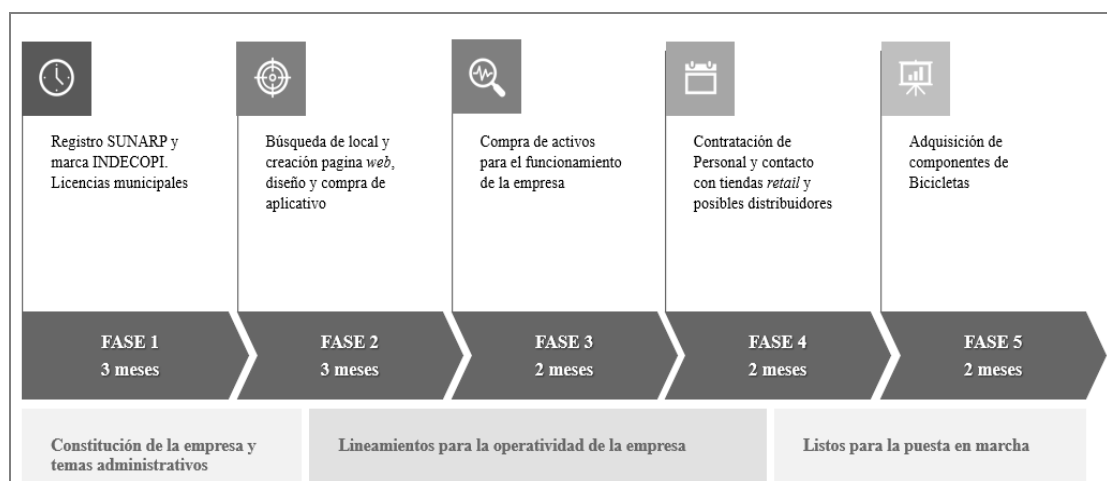 Registro SUNARP y
marca INDECOPI.
Licencias municipales
Búsqueda de local y
creación pagina web,
diseño y compra de
aplicativo
Compra de activos
para el funcionamiento
de la empresa
Contratación de
Personal y contacto
con tiendas retail y
posibles distribuidores
Adquisición de
componentes de
Bicicletas
FASE 1
3 meses
FASE 2
3 meses
FASE 3
2 meses
FASE 4
2 meses
FASE 5
2 meses
Constitución de la empresa y
temas administrativos
Lineamientos para la operatividad de la empresa
Listos para la puesta en marcha